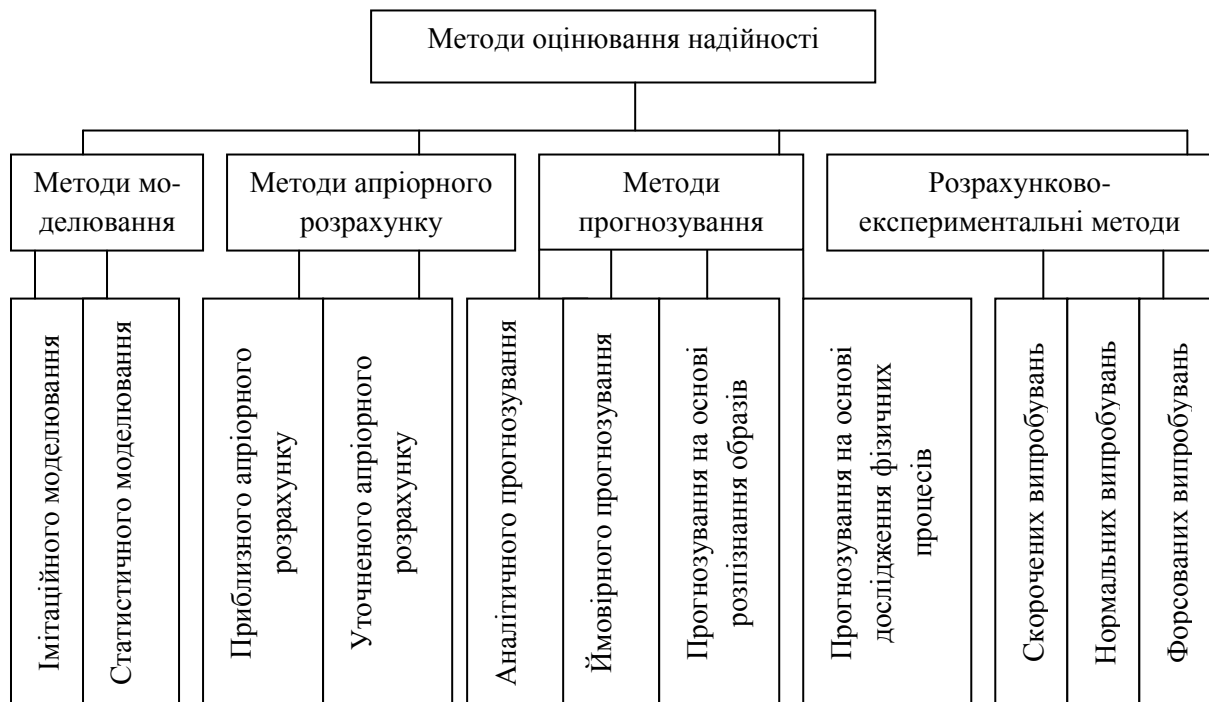 Методи оцінювання надійності
Методи мо-
делювання
Методи апріорного
розрахунку
Методи
прогнозування
Розрахунково-
експериментальні методи
Імітаційного моделювання
Статистичного моделювання
Приблизного апріорного
розрахунку
Уточненого апріорного
розрахунку
Аналітичного прогнозування
Ймовірного прогнозування
Прогнозування на основі
розпізнання образів
Прогнозування на основі
дослідження фізичних
процесів
Скорочених випробувань
Нормальних випробувань
Форсованих випробувань